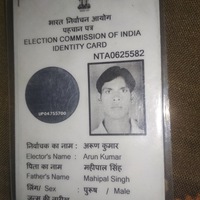 भारत निर्वाचन आयोग
पहचान पत्र
ELECTION COMMISSION OF INDIA
IDENTITY CARD
NTA0625582
निर्वाचक का नाम : अरूण कुमार
Elector's Name : Arun Kumar
पिता का नाम : महीपाल सिंह
Father's Name : Mahipal Singh
लिंग/ Sex : पुरूष / Male
जन्म की तारीख